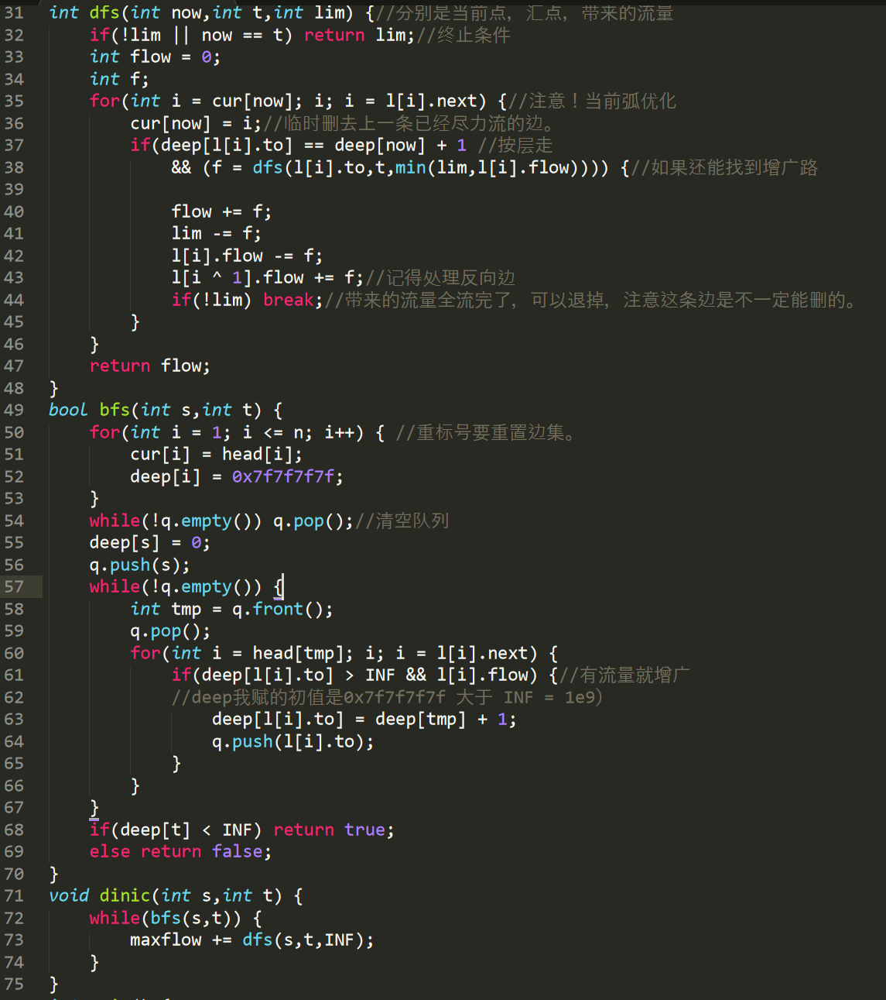 31 int dfs(int now,int t,int lim) {//分别是当前点，汇点，带来的流量
32     if(!lim || now == t) return lim;//终止条件
33     int flow = 0;
34     int f;
35     for(int i = cur[now]; i; i = l[i].next) {//注意！当前弧优化
36         cur[now] = i;//临时删去上一条已经尽力流的边。
37         if(deep[l[i].to] == deep[now] + 1 //按层走
38             && (f = dfs(l[i].to,t,min(lim,l[i].flow)))) {//如果还能找到增广路
39
40             flow += f;
41             lim -= f;
42             l[i].flow -= f;
43             l[i ^ 1].flow += f;//记得处理反向边
44             if(!lim) break;//带来的流量全流完了，可以退掉，注意这条边是不一定能删的。
45         }
46     }
47     return flow;
48 }
49 bool bfs(int s,int t) {
50     for(int i = 1; i <= n; i++) { //重标号要重置边集。
51         cur[i] = head[i];
52         deep[i] = 0x7f7f7f7f;
53     }
54     while(!q.empty()) q.pop();//清空队列
55     deep[s] = 0;
56     q.push(s);
57     while(!q.empty()) {
58         int tmp = q.front();
59         q.pop();
60         for(int i = head[tmp]; i; i = l[i].next) {
61             if(deep[l[i].to] > INF && l[i].flow) {//有流量就增广
62             //deep我赋的初值是0x7f7f7f7f 大于 INF = 1e9）
63                 deep[l[i].to] = deep[tmp] + 1;
64                 q.push(l[i].to);
65             }
66         }
67     }
68     if(deep[t] < INF) return true;
69     else return false;
70 }
71 void dinic(int s,int t) {
72     while(bfs(s,t)) {
73         maxflow += dfs(s,t,INF);
74     }
75 }